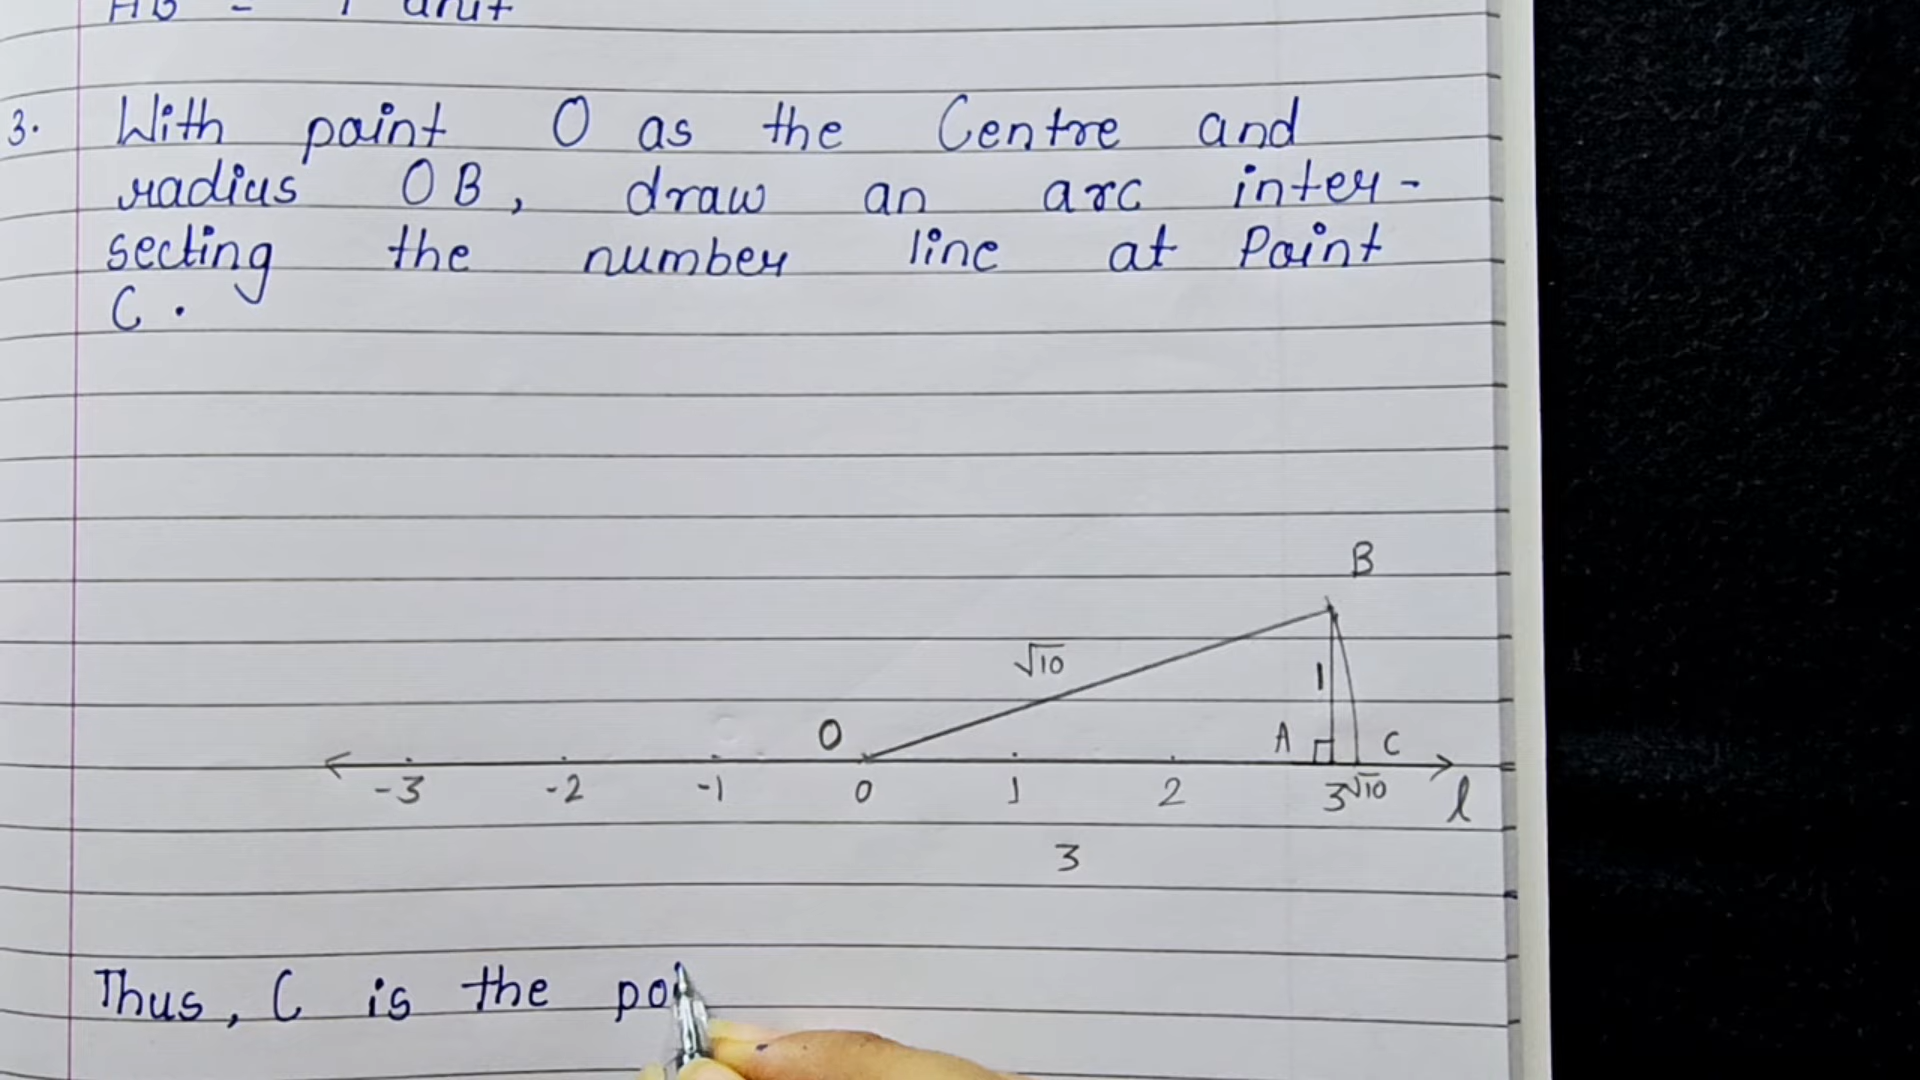 3. With point O as the Centre and
radius OB, draw an arc inter-
secting the number line at Point
C.
B
√10
1
O
A
C
-3 -2 -1 0 1 2 3 √10 l
3
Thus, C is the poi